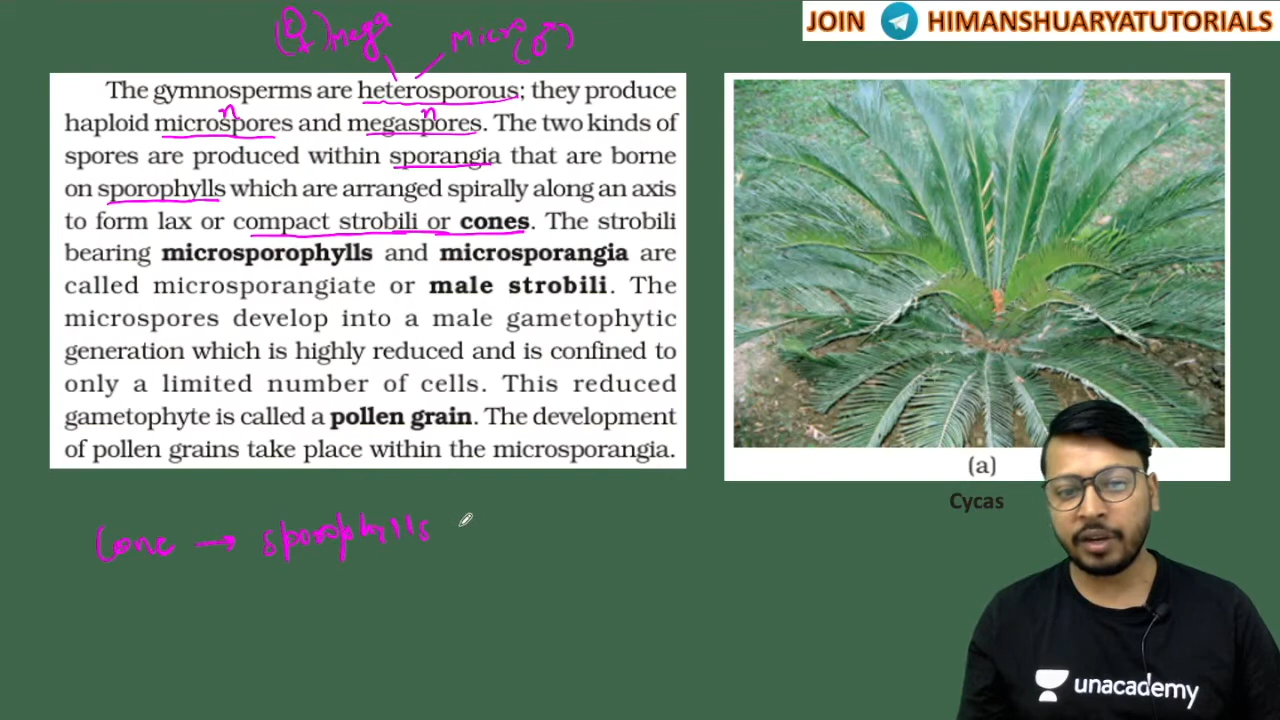 JOIN HIMANSHUARYATUTORIALS
(♀) Mega Micro (♂)
The gymnosperms are heterosporous; they produce
n n
haploid microspores and megaspores. The two kinds of
spores are produced within sporangia that are borne
on sporophylls which are arranged spirally along an axis
to form lax or compact strobili or cones. The strobili
bearing microsporophylls and microsporangia are
called microsporangiate or male strobili. The
microspores develop into a male gametophytic
generation which is highly reduced and is confined to
only a limited number of cells. This reduced
gametophyte is called a pollen grain. The development
of pollen grains take place within the microsporangia.
(a)
Cycas
Cone → sporophylls
unacademy